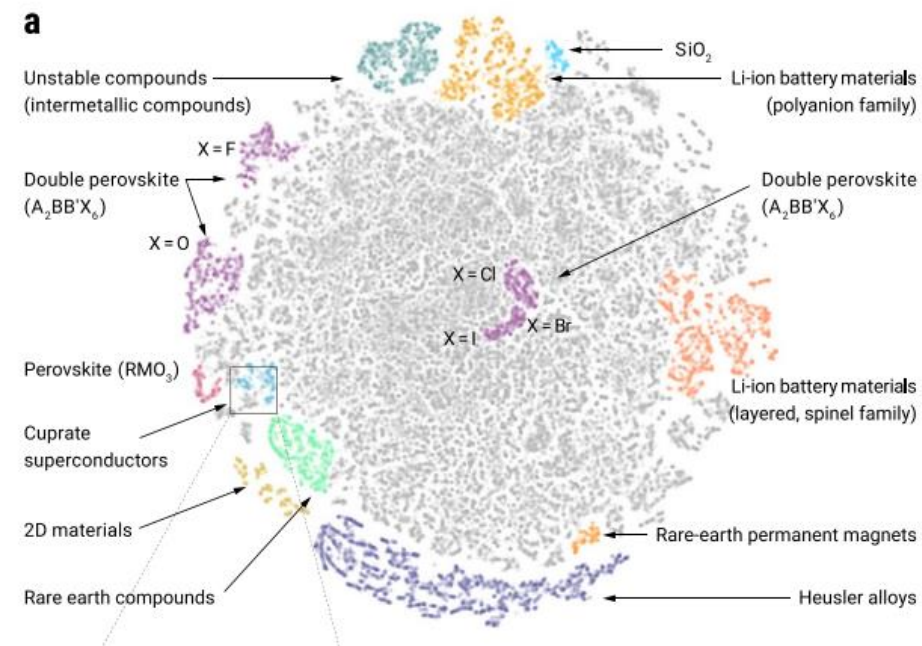 a
SiO₂
Unstable compounds
(intermetallic compounds)
Li-ion battery materials
(polyanion family)
X = F
Double perovskite
(A₂BB'X₆)
Double perovskite
(A₂BB'X₆)
X = O
X = Cl
X = Br
X = I
Perovskite (RMO₃)
Li-ion battery materials
(layered, spinel family)
Cuprate
superconductors
2D materials
Rare-earth permanent magnets
Rare earth compounds
Heusler alloys